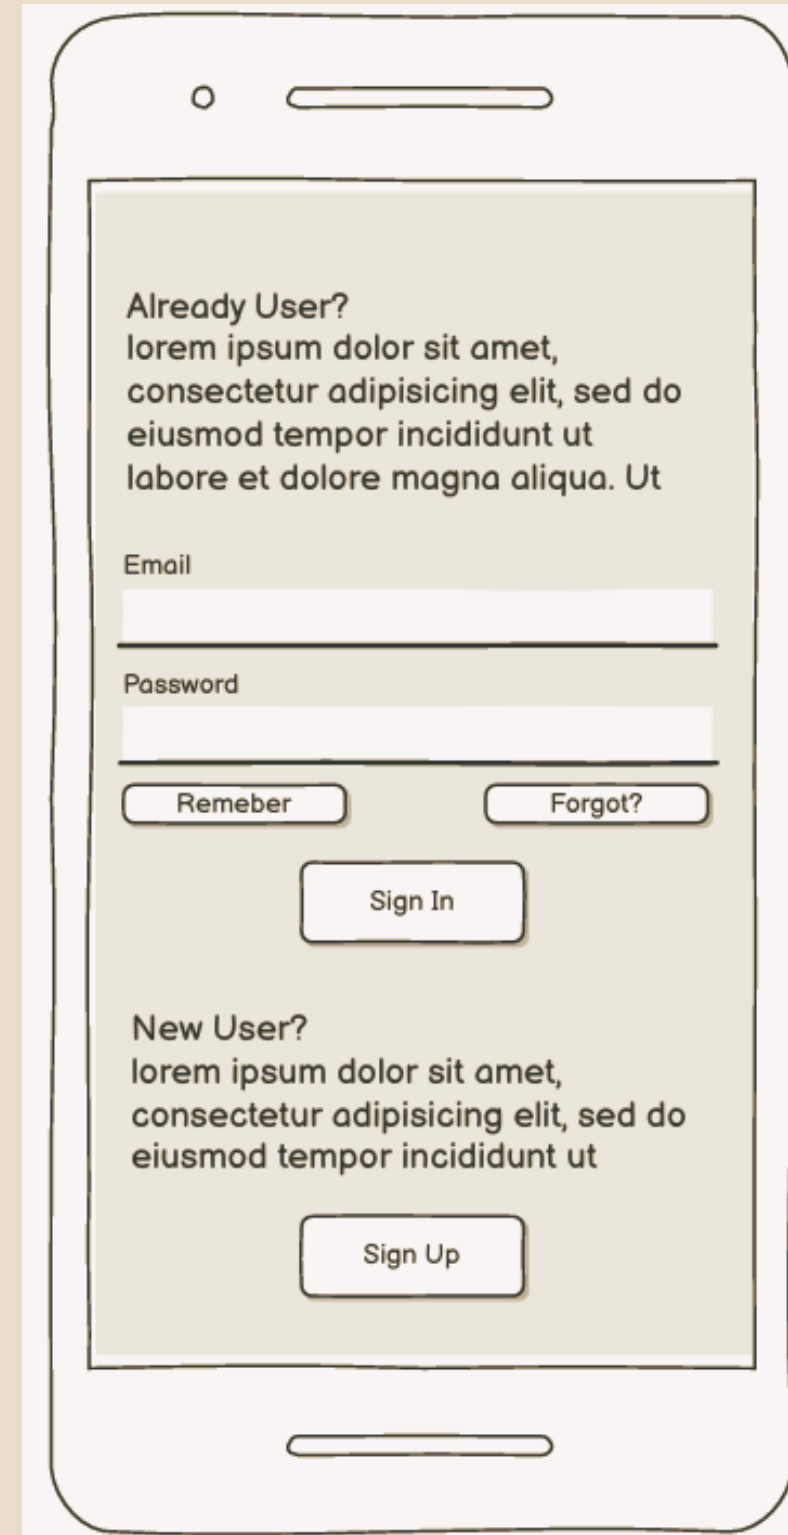 Already User?
lorem ipsum dolor sit amet,
consectetur adipisicing elit, sed do
eiusmod tempor incididunt ut
labore et dolore magna aliqua. Ut
Email
Password
Remeber
Forgot?
Sign In
New User?
lorem ipsum dolor sit amet,
consectetur adipisicing elit, sed do
eiusmod tempor incididunt ut
Sign Up